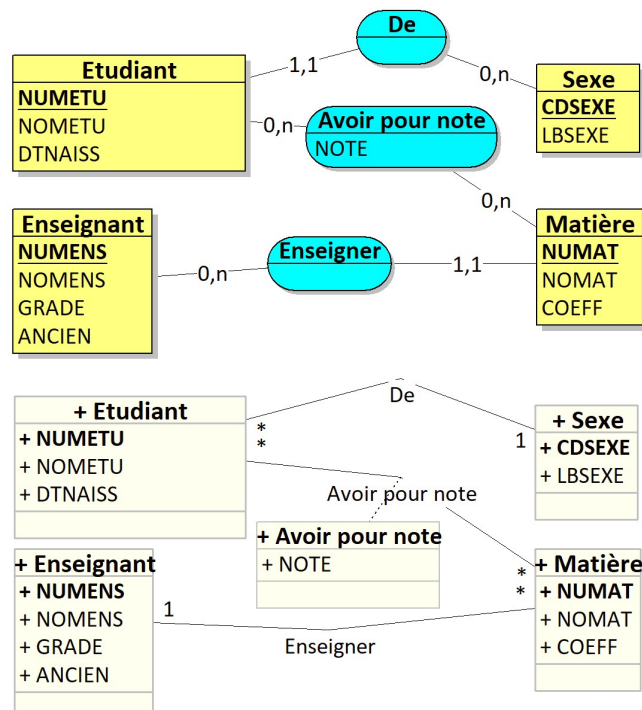 De
Etudiant
1,1
0,n
Sexe
NUMETU
CDSEXE
NOMETU
0,n
Avoir pour note
LBSEXE
DTNAISS
NOTE
0,n
Enseignant
Matière
NUMENS
Enseigner
NUMAT
NOMENS
0,n
1,1
NOMAT
GRADE
COEFF
ANCIEN
De
+ Etudiant
*
+ Sexe
+ NUMETU
*
1
+ CDSEXE
+ NOMETU
+ LBSEXE
+ DTNAISS
Avoir pour note
+ Avoir pour note
+ Enseignant
+ NOTE
*
+ Matière
+ NUMENS
*
+ NUMAT
+ NOMENS
1
+ NOMAT
+ GRADE
Enseigner
+ COEFF
+ ANCIEN